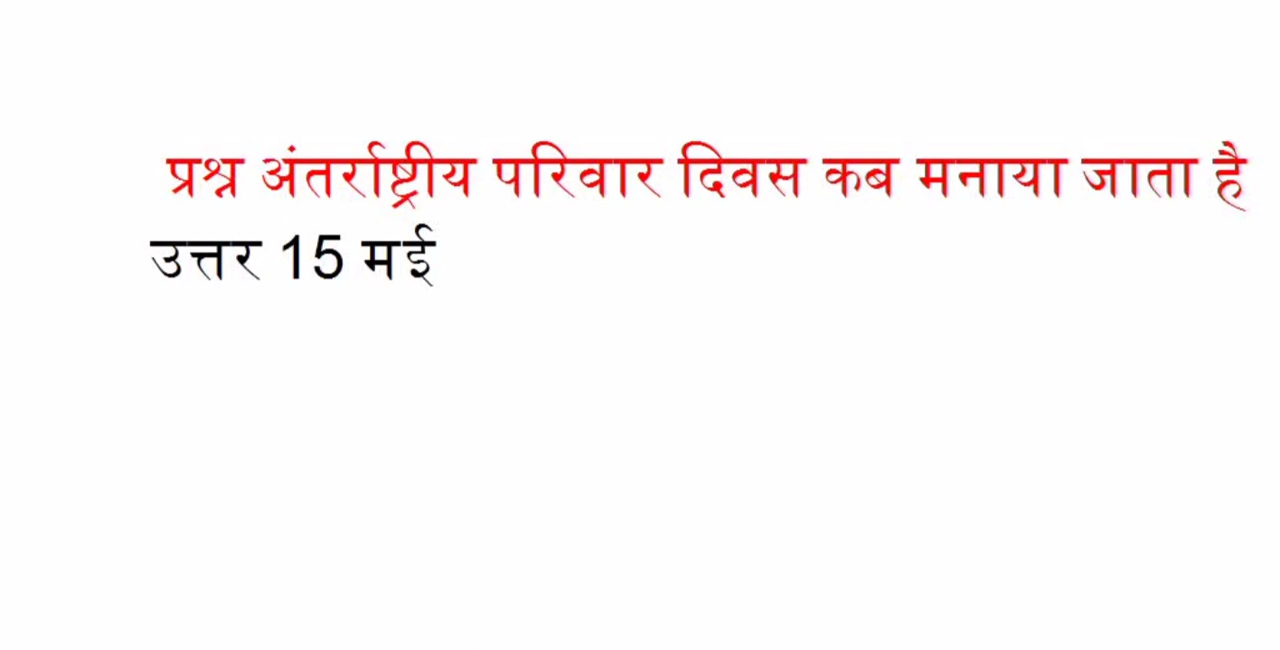 प्रश्न अंतर्राष्ट्रीय परिवार दिवस कब मनाया जाता है
उत्तर 15 मई